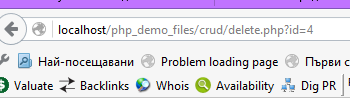 localhost/php_demo_files/crud/delete.php?id=4
Най-посещавани Problem loading page Първи с
Valuate Backlinks Whois Availability Dig PR